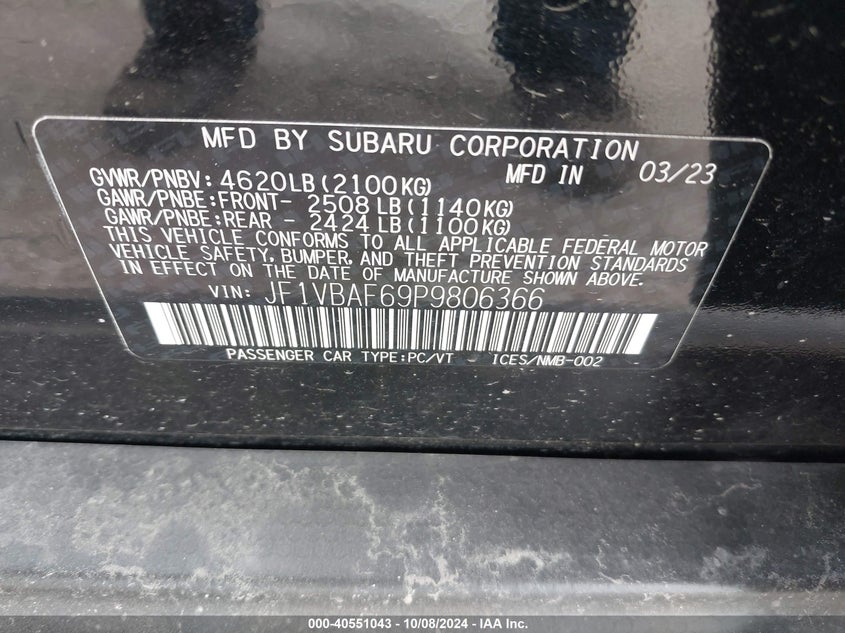 MFD BY SUBARU CORPORATION
GVWR/PNBV: 4620LB(2100KG) MFD IN 03/23
GAWR/PNBE:FRONT- 2508LB(1140KG)
GAWR/PNBE:REAR - 2424LB(1100KG)
THIS VEHICLE CONFORMS TO ALL APPLICABLE FEDERAL MOTOR
VEHICLE SAFETY, BUMPER, AND THEFT PREVENTION STANDARDS
IN EFFECT ON THE DATE OF MANUFACTURE SHOWN ABOVE.
VIN: JF1VBAF69P9806366
PASSENGER CAR TYPE:PC/VT ICES/NMB-002
000-40551043 - 10/08/2024 - IAA Inc.